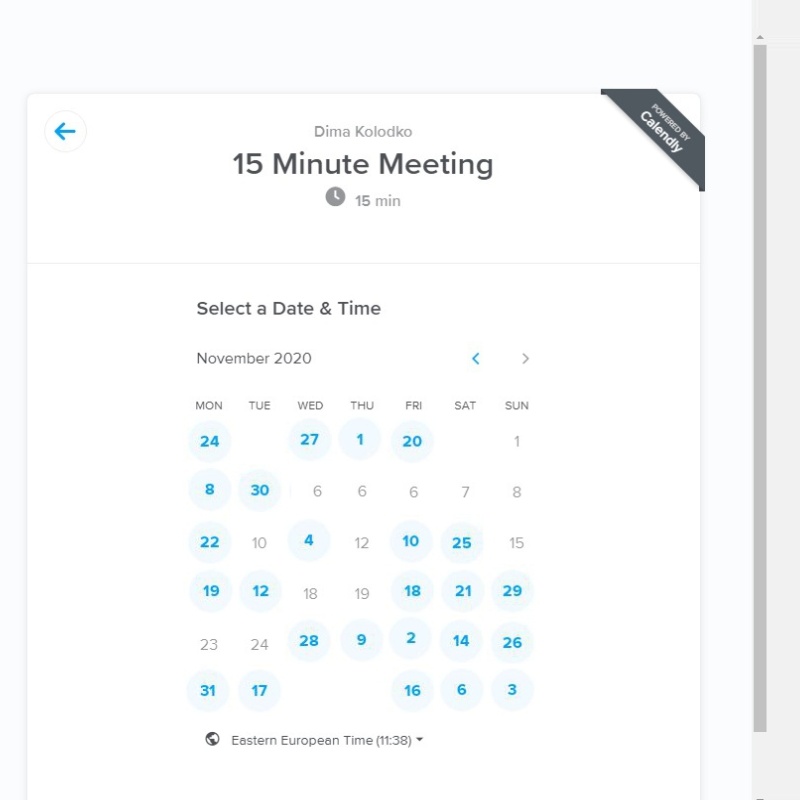 POWERED BY
Calendly
Dima Kolodko
15 Minute Meeting
15 min
Select a Date & Time
November 2020
MON TUE WED THU FRI SAT SUN
24 27 1 20 1
8 30 6 6 6 7 8
22 10 4 12 10 25 15
19 12 18 19 18 21 29
23 24 28 9 2 14 26
31 17 16 6 3
Eastern European Time (11:38)